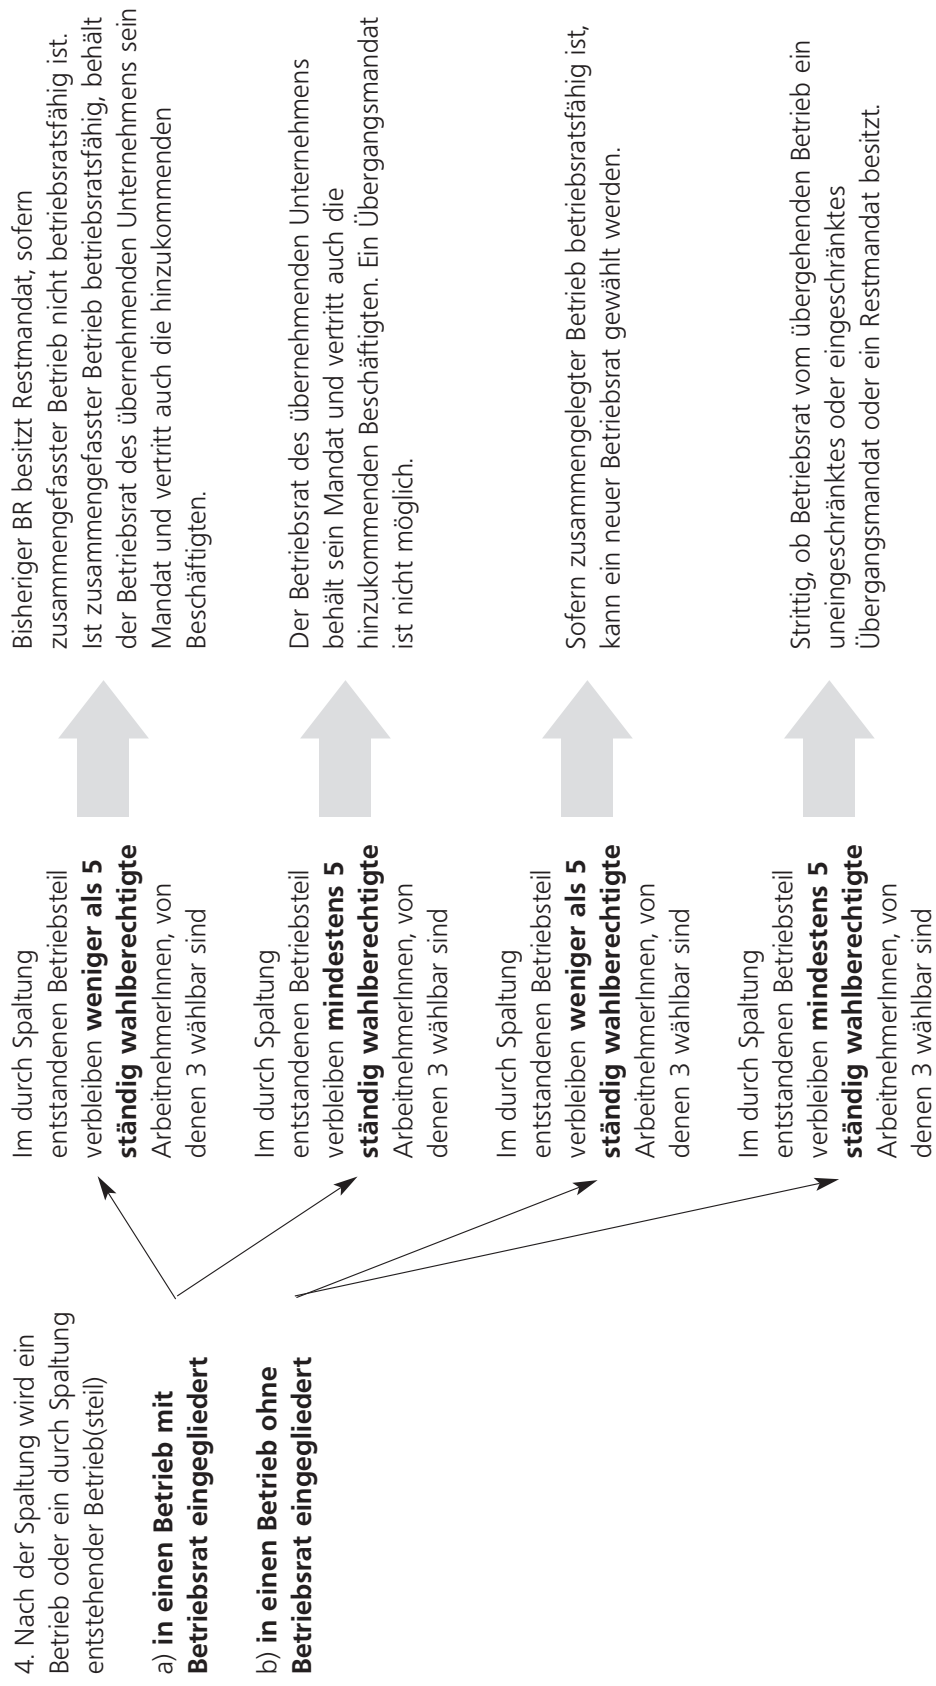 4. Nach der Spaltung wird ein
Betrieb oder ein durch Spaltung
entstehender Betrieb(steil)
a) in einen Betrieb mit
Betriebsrat eingegliedert
b) in einen Betrieb ohne
Betriebsrat eingegliedert
Im durch Spaltung
entstandenen Betriebsteil
verbleiben weniger als 5
ständig wahlberechtigte
ArbeitnehmerInnen, von
denen 3 wählbar sind
Bisheriger BR besitzt Restmandat, sofern
zusammengefasster Betrieb nicht betriebsratsfähig ist.
Ist zusammengefasster Betrieb betriebsratsfähig, behält
der Betriebsrat des übernehmenden Unternehmens sein
Mandat und vertritt auch die hinzukommenden
Beschäftigten.
Im durch Spaltung
entstandenen Betriebsteil
verbleiben mindestens 5
ständig wahlberechtigte
ArbeitnehmerInnen, von
denen 3 wählbar sind
Der Betriebsrat des übernehmenden Unternehmens
behält sein Mandat und vertritt auch die
hinzukommenden Beschäftigten. Ein Übergangsmandat
ist nicht möglich.
Im durch Spaltung
entstandenen Betriebsteil
verbleiben weniger als 5
ständig wahlberechtigte
ArbeitnehmerInnen, von
denen 3 wählbar sind
Sofern zusammengelegter Betrieb betriebsratsfähig ist,
kann ein neuer Betriebsrat gewählt werden.
Im durch Spaltung
entstandenen Betriebsteil
verbleiben mindestens 5
ständig wahlberechtigte
ArbeitnehmerInnen, von
denen 3 wählbar sind
Strittig, ob Betriebsrat vom übergehenden Betrieb ein
uneingeschränktes oder eingeschränktes
Übergangsmandat oder ein Restmandat besitzt.